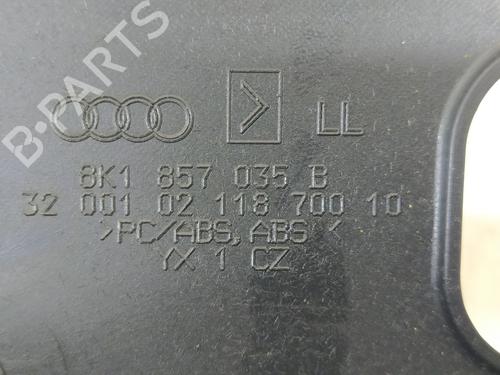 B-PARTS
LL
8K1 857 035 B
32 001 02 118 700 10
>PC/ABS, ABS<
YX 1 CZ